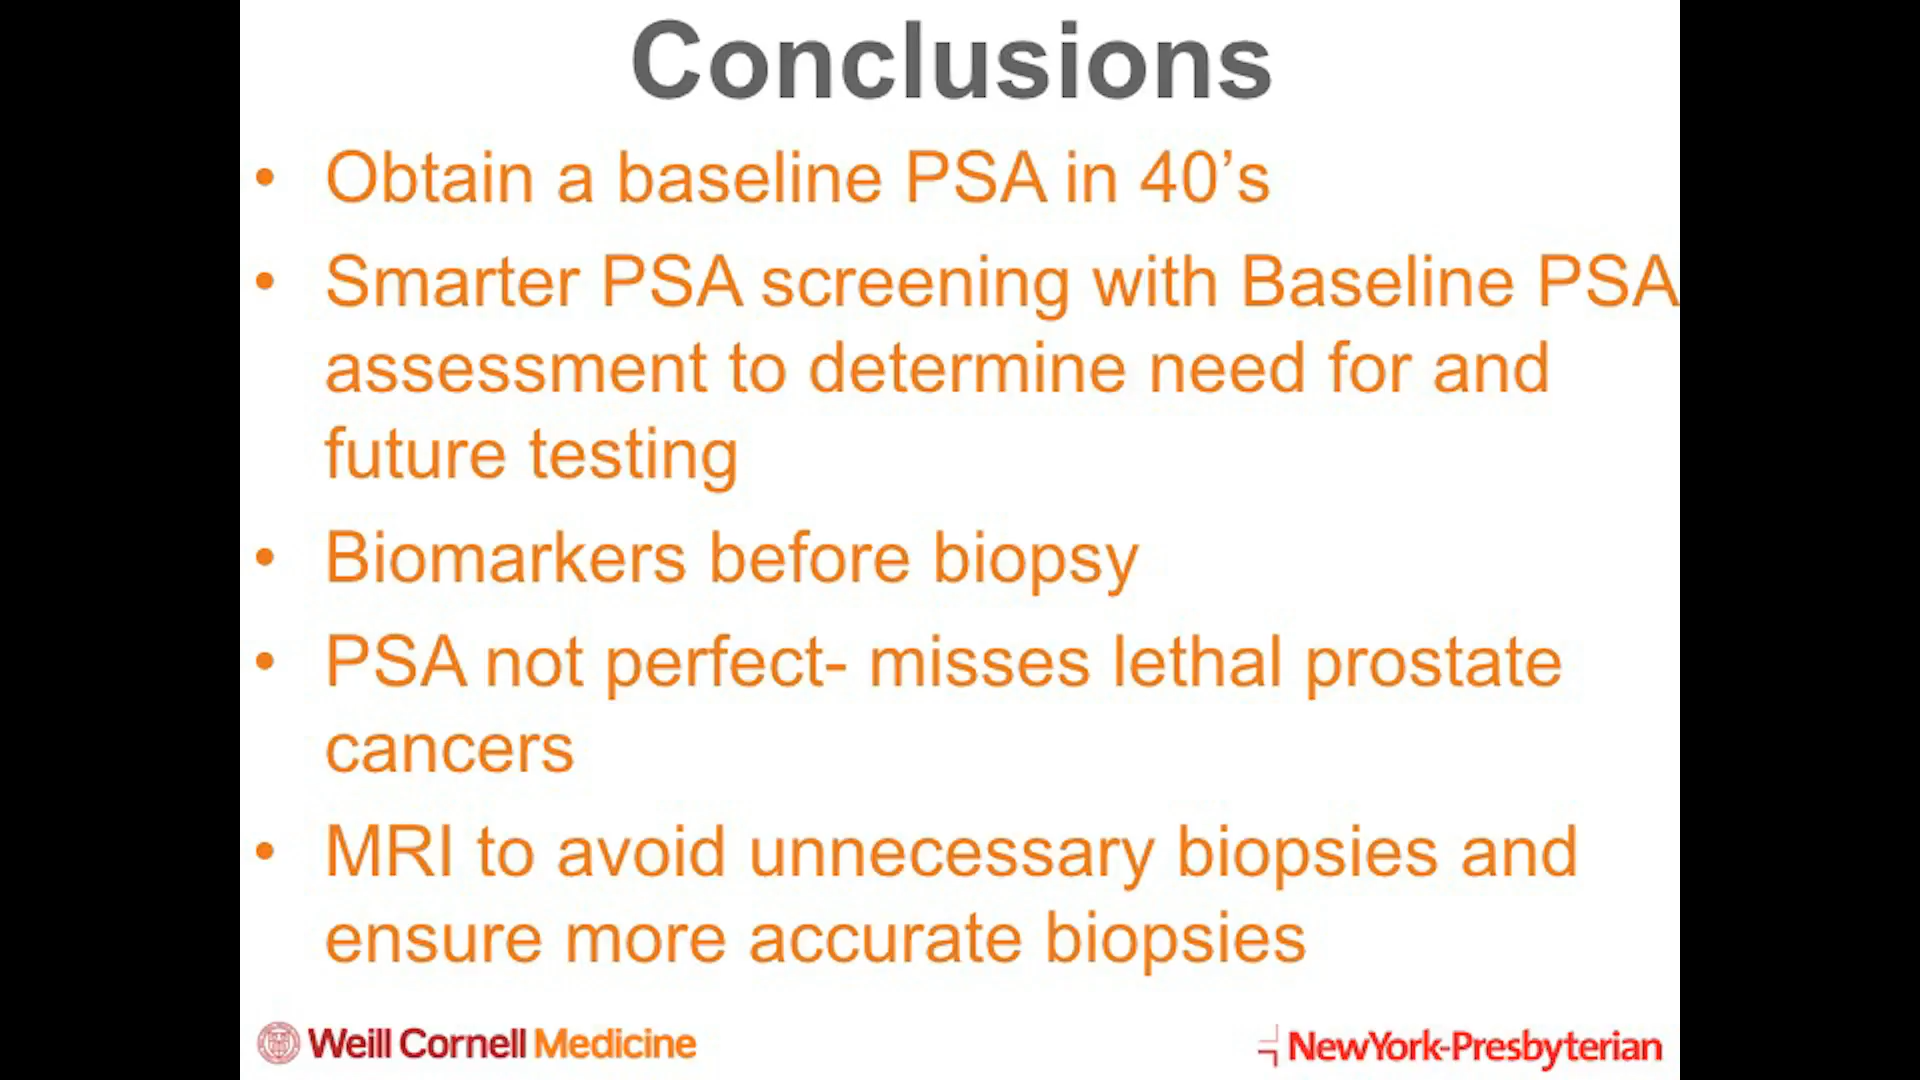 Conclusions
• Obtain a baseline PSA in 40’s
• Smarter PSA screening with Baseline PSA
assessment to determine need for and
future testing
• Biomarkers before biopsy
• PSA not perfect- misses lethal prostate
cancers
• MRI to avoid unnecessary biopsies and
ensure more accurate biopsies
Weill Cornell Medicine
NewYork-Presbyterian